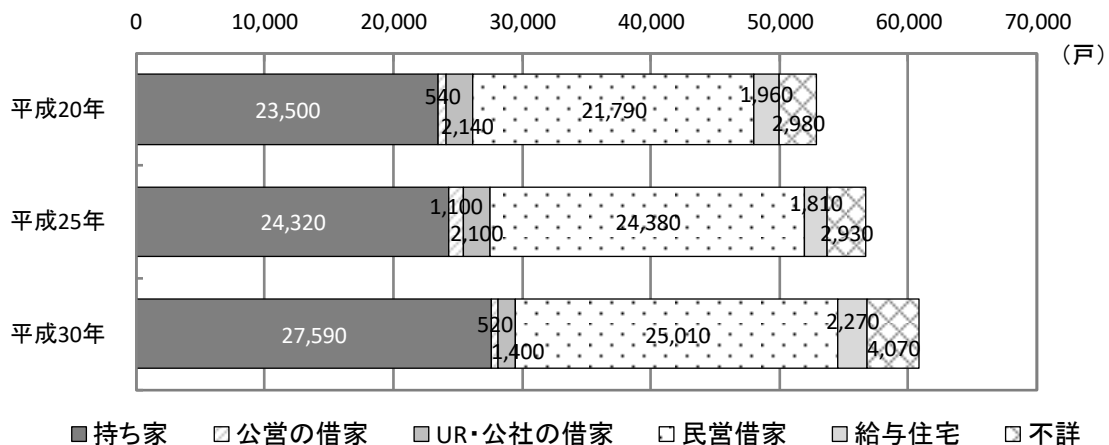 0 10,000 20,000 30,000 40,000 50,000 60,000 70,000
（戸）
平成20年 23,500 540 2,140 21,790 1,960 2,980
平成25年 24,320 1,100 2,100 24,380 1,810 2,930
平成30年 27,590 520 1,400 25,010 2,270 4,070
持ち家 公営の借家 UR・公社の借家 民営借家 給与住宅 不詳